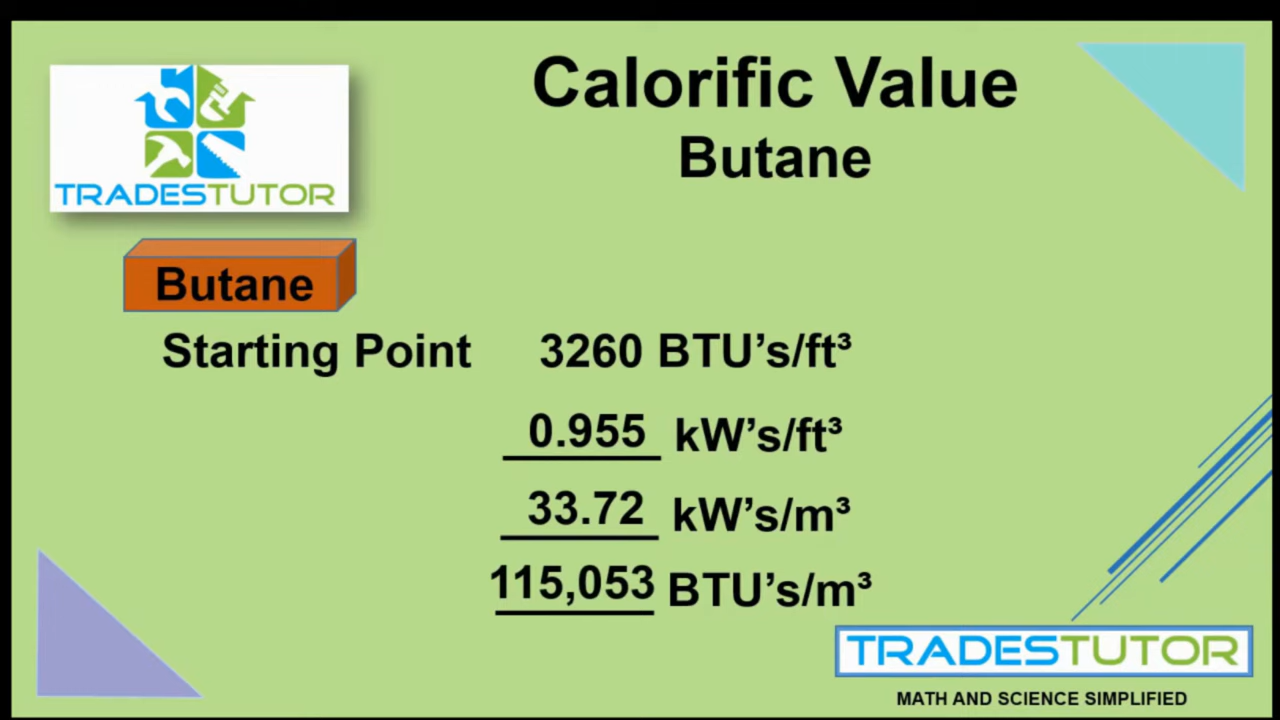 Calorific Value
Butane
TRADESTUTOR
Butane
Starting Point 3260 BTU’s/ft³
0.955 kW’s/ft³
33.72 kW’s/m³
115,053 BTU’s/m³
TRADESTUTOR
MATH AND SCIENCE SIMPLIFIED